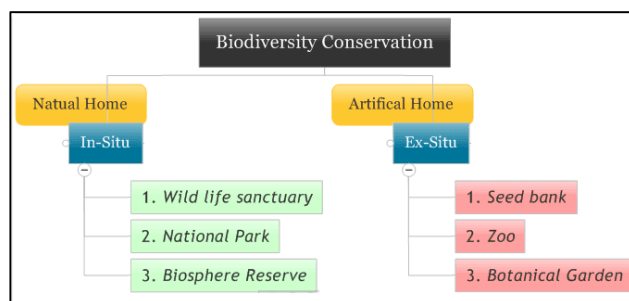 Biodiversity Conservation
Natual Home
In-Situ
1. Wild life sanctuary
2. National Park
3. Biosphere Reserve
Artifical Home
Ex-Situ
1. Seed bank
2. Zoo
3. Botanical Garden